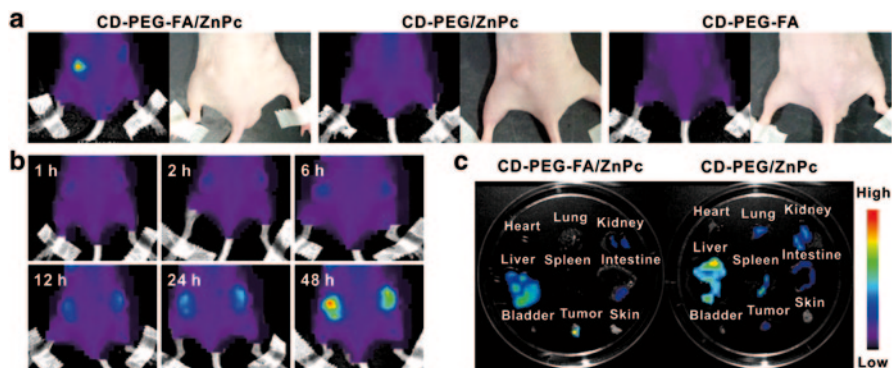 a
CD-PEG-FA/ZnPc
CD-PEG/ZnPc
CD-PEG-FA
b
1 h
2 h
6 h
12 h
24 h
48 h
c
CD-PEG-FA/ZnPc
CD-PEG/ZnPc
Heart
Lung
Kidney
Liver
Spleen
Intestine
Bladder
Tumor
Skin
Heart
Lung
Kidney
Liver
Spleen
Intestine
Bladder
Tumor
Skin
High
Low